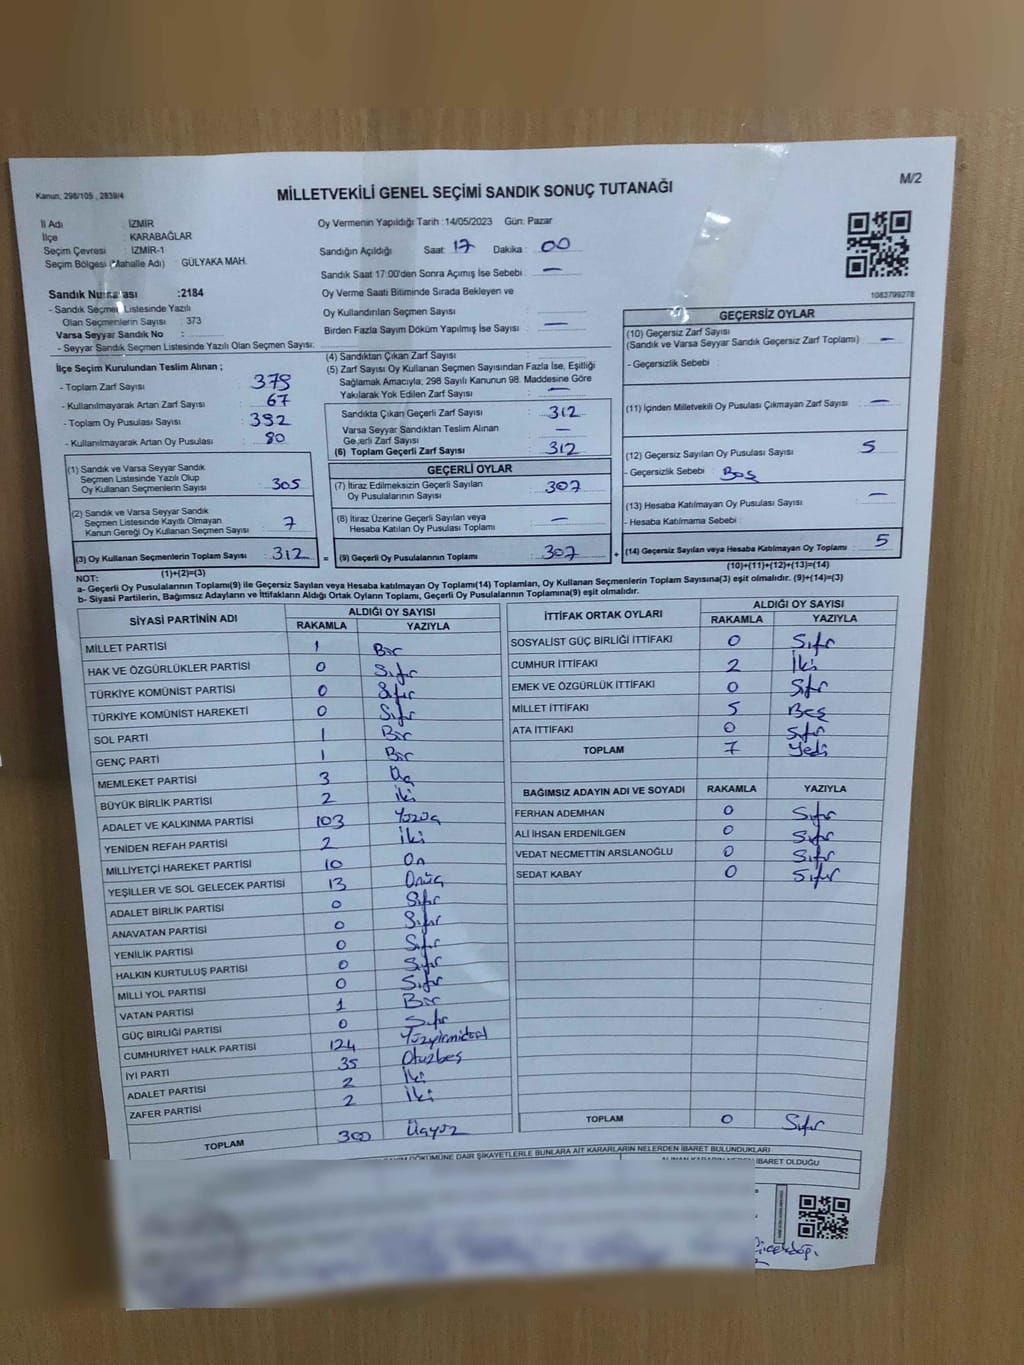 Kanun, 298/105 , 2839/4
MİLLETVEKİLİ GENEL SEÇİMİ SANDIK SONUÇ TUTANAĞI
M/2
İl Adı : İZMİR
İlçe : KARABAĞLAR
Seçim Çevresi : İZMİR-1
Seçim Bölgesi (Mahalle Adı) GÜLYAKA MAH.
Sandık Numarası :2184
- Sandık Seçmen Listesinde Yazılı
Olan Seçmenlerin Sayısı : 373
Varsa Seyyar Sandık No :
- Seyyar Sandık Seçmen Listesinde Yazılı Olan Seçmen Sayısı:
Oy Vermenin Yapıldığı Tarih :14/05/2023 Gün: Pazar
Sandığın Açıldığı Saat: 17 Dakika : 00
Sandık Saat 17:00'den Sonra Açımış İse Sebebi : —
Oy Verme Saati Bitiminde Sırada Bekleyen ve
Oy Kullandırılan Seçmen Sayısı :
Birden Fazla Sayım Döküm Yapılmış İse Sayısı : —
1083799278
İlçe Seçim Kurulundan Teslim Alınan ;
- Toplam Zarf Sayısı : 379
- Kullanılmayarak Artan Zarf Sayısı : 67
- Toplam Oy Pusulası Sayısı : 392
- Kullanılmayarak Artan Oy Pusulası : 80
(4) Sandıktan Çıkan Zarf Sayısı :
(5) Zarf Sayısı Oy Kullanan Seçmen Sayısından Fazla İse, Eşitliği
Sağlamak Amacıyla; 298 Sayılı Kanunun 98. Maddesine Göre
Yakılarak Yok Edilen Zarf Sayısı : —
Sandıkta Çıkan Geçerli Zarf Sayısı : 312
Varsa Seyyar Sandıktan Teslim Alınan
Geçerli Zarf Sayısı : —
(6) Toplam Geçerli Zarf Sayısı : 312
GEÇERSİZ OYLAR
(10) Geçersiz Zarf Sayısı
(Sandık ve Varsa Seyyar Sandık Geçersiz Zarf Toplamı) : —
- Geçersizlik Sebebi :
(11) İçinden Milletvekili Oy Pusulası Çıkmayan Zarf Sayısı : —
(12) Geçersiz Sayılan Oy Pusulası Sayısı : 5
- Geçersizlik Sebebi : Boş
(13) Hesaba Katılmayan Oy Pusulası Sayısı : —
- Hesaba Katılmama Sebebi :
(1) Sandık ve Varsa Seyyar Sandık
Seçmen Listesinde Yazılı Olup
Oy Kullanan Seçmenlerin Sayısı : 305
(2) Sandık ve Varsa Seyyar Sandık
Seçmen Listesinde Kayıtlı Olmayan
Kanun Gereği Oy Kullanan Seçmen Sayısı : 7
GEÇERLİ OYLAR
(7) İtiraz Edilmeksizin Geçerli Sayılan
Oy Pusulalarının Sayısı : 307
(8) İtiraz Üzerine Geçerli Sayılan veya
Hesaba Katılan Oy Pusulası Toplamı : —
(3) Oy Kullanan Seçmenlerin Toplam Sayısı : 312 = (9) Geçerli Oy Pusulalarının Toplamı : 307 + (14) Geçersiz Sayılan veya Hesaba Katılmayan Oy Toplamı : 5
(1)+(2)=(3)
(10)+(11)+(12)+(13)=(14)
NOT:
a- Geçerli Oy Pusulalarının Toplamı(9) ile Geçersiz Sayılan veya Hesaba katılmayan Oy Toplamı(14) Toplamları, Oy Kullanan Seçmenlerin Toplam Sayısına(3) eşit olmalıdır. (9)+(14)=(3)
b- Siyasi Partilerin, Bağımsız Adayların ve İttifakların Aldığı Ortak Oyların Toplamı, Geçerli Oy Pusulalarının Toplamına(9) eşit olmalıdır.
SİYASİ PARTİNİN ADI ALDIĞI OY SAYISI
RAKAMLA YAZIYLA
MİLLET PARTİSİ 1 Bir
HAK VE ÖZGÜRLÜKLER PARTİSİ 0 Sıfır
TÜRKİYE KOMÜNİST PARTİSİ 0 Sıfır
TÜRKİYE KOMÜNİST HAREKETİ 0 Sıfır
SOL PARTİ 1 Bir
GENÇ PARTİ 1 Bir
MEMLEKET PARTİSİ 3 Üç
BÜYÜK BİRLİK PARTİSİ 2 İki
ADALET VE KALKINMA PARTİSİ 103 Yüzüç
YENİDEN REFAH PARTİSİ 2 İki
MİLLİYETÇİ HAREKET PARTİSİ 10 On
YEŞİLLER VE SOL GELECEK PARTİSİ 13 Onüç
ADALET BİRLİK PARTİSİ 0 Sıfır
ANAVATAN PARTİSİ 0 Sıfır
YENİLİK PARTİSİ 0 Sıfır
HALKIN KURTULUŞ PARTİSİ 0 Sıfır
MİLLİ YOL PARTİSİ 0 Sıfır
VATAN PARTİSİ 1 Bir
GÜÇ BİRLİĞİ PARTİSİ 0 Sıfır
CUMHURİYET HALK PARTİSİ 124 Yüzyirmidört
İYİ PARTİ 35 Otuzbeş
ADALET PARTİSİ 2 İki
ZAFER PARTİSİ 2 İki
TOPLAM 300 Üçyüz
İTTİFAK ORTAK OYLARI ALDIĞI OY SAYISI
RAKAMLA YAZIYLA
SOSYALİST GÜÇ BİRLİĞİ İTTİFAKI 0 Sıfır
CUMHUR İTTİFAKI 2 İki
EMEK VE ÖZGÜRLÜK İTTİFAKI 0 Sıfır
MİLLET İTTİFAKI 5 Beş
ATA İTTİFAKI 0 Sıfır
TOPLAM 7 Yedi
BAĞIMSIZ ADAYIN ADI VE SOYADI RAKAMLA YAZIYLA
FERHAN ADEMHAN 0 Sıfır
ALİ İHSAN ERDENİLGEN 0 Sıfır
VEDAT NECMETTİN ARSLANOĞLU 0 Sıfır
SEDAT KABAY 0 Sıfır
TOPLAM 0 Sıfır
DÖKÜMÜNE DAİR ŞİKAYETLERLE BUNLARA AİT KARARLARIN NELERDEN İBARET BULUNDUKLARI
İBARET OLDUĞU